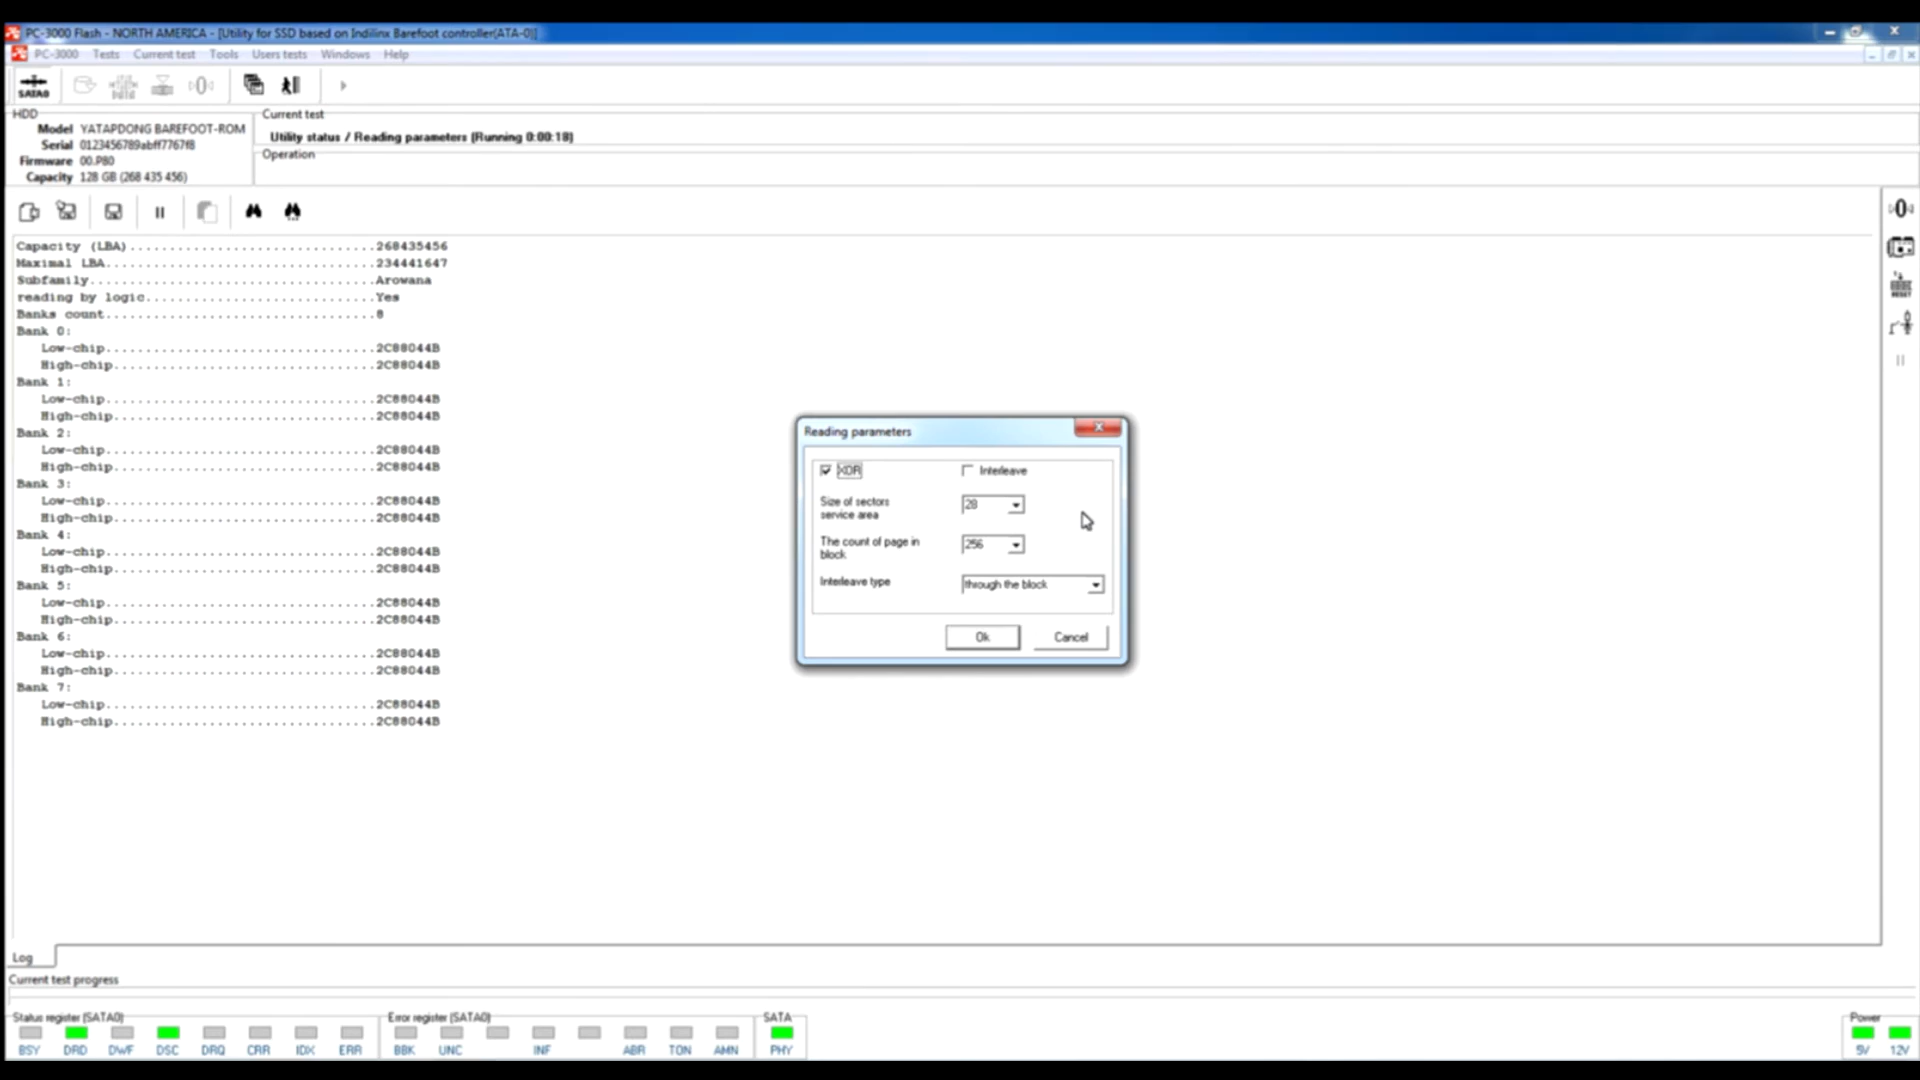 PC-3000 Flash - NORTH AMERICA - [Utility for SSD based on Indilinx Barefoot controller(ATA-0)]
PC-3000 Tests Current test Tools Users tests Windows Help
SATA0
HDD
Model YATAPDONG BAREFOOT-ROM
Serial 0123456789abff7767f8
Firmware 00.P80
Capacity 128 GB (268 435 456)
Current test
Utility status / Reading parameters (Running 0:00:18)
Operation
Capacity (LBA)..............................268435456
Maximal LBA.................................234441647
Subfamily...................................Arowana
reading by logic............................Yes
Banks count.................................8
Bank 0:
Low-chip................................2C88044B
High-chip...............................2C88044B
Bank 1:
Low-chip................................2C88044B
High-chip...............................2C88044B
Bank 2:
Low-chip................................2C88044B
High-chip...............................2C88044B
Bank 3:
Low-chip................................2C88044B
High-chip...............................2C88044B
Bank 4:
Low-chip................................2C88044B
High-chip...............................2C88044B
Bank 5:
Low-chip................................2C88044B
High-chip...............................2C88044B
Bank 6:
Low-chip................................2C88044B
High-chip...............................2C88044B
Bank 7:
Low-chip................................2C88044B
High-chip...............................2C88044B
Reading parameters
XOR Interleave
Size of sectors
service area
28
The count of page in
block
256
Interleave type through the block
Ok Cancel
RESET
Log
Current test progress
Status register (SATA0) Error register (SATA0) SATA Power
BSY DRD DWF DSC DRQ CRR IDX ERR BBK UNC INF ABR TON AMN PHY 5V 12V